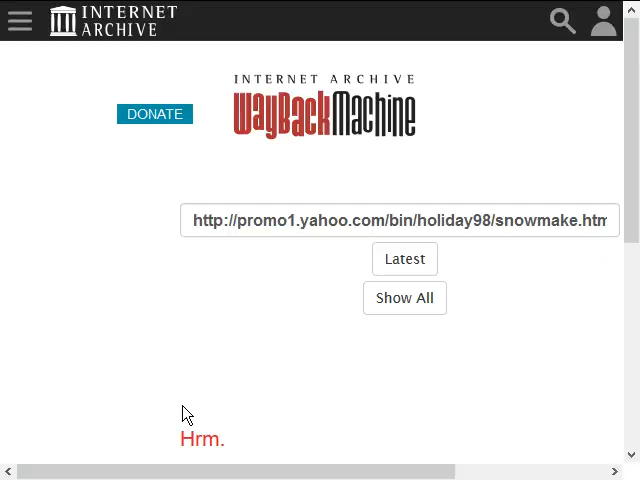 INTERNET
ARCHIVE
INTERNET ARCHIVE
WayBackMachine
DONATE
http://promo1.yahoo.com/bin/holiday98/snowmake.htm
Latest
Show All
Hrm.